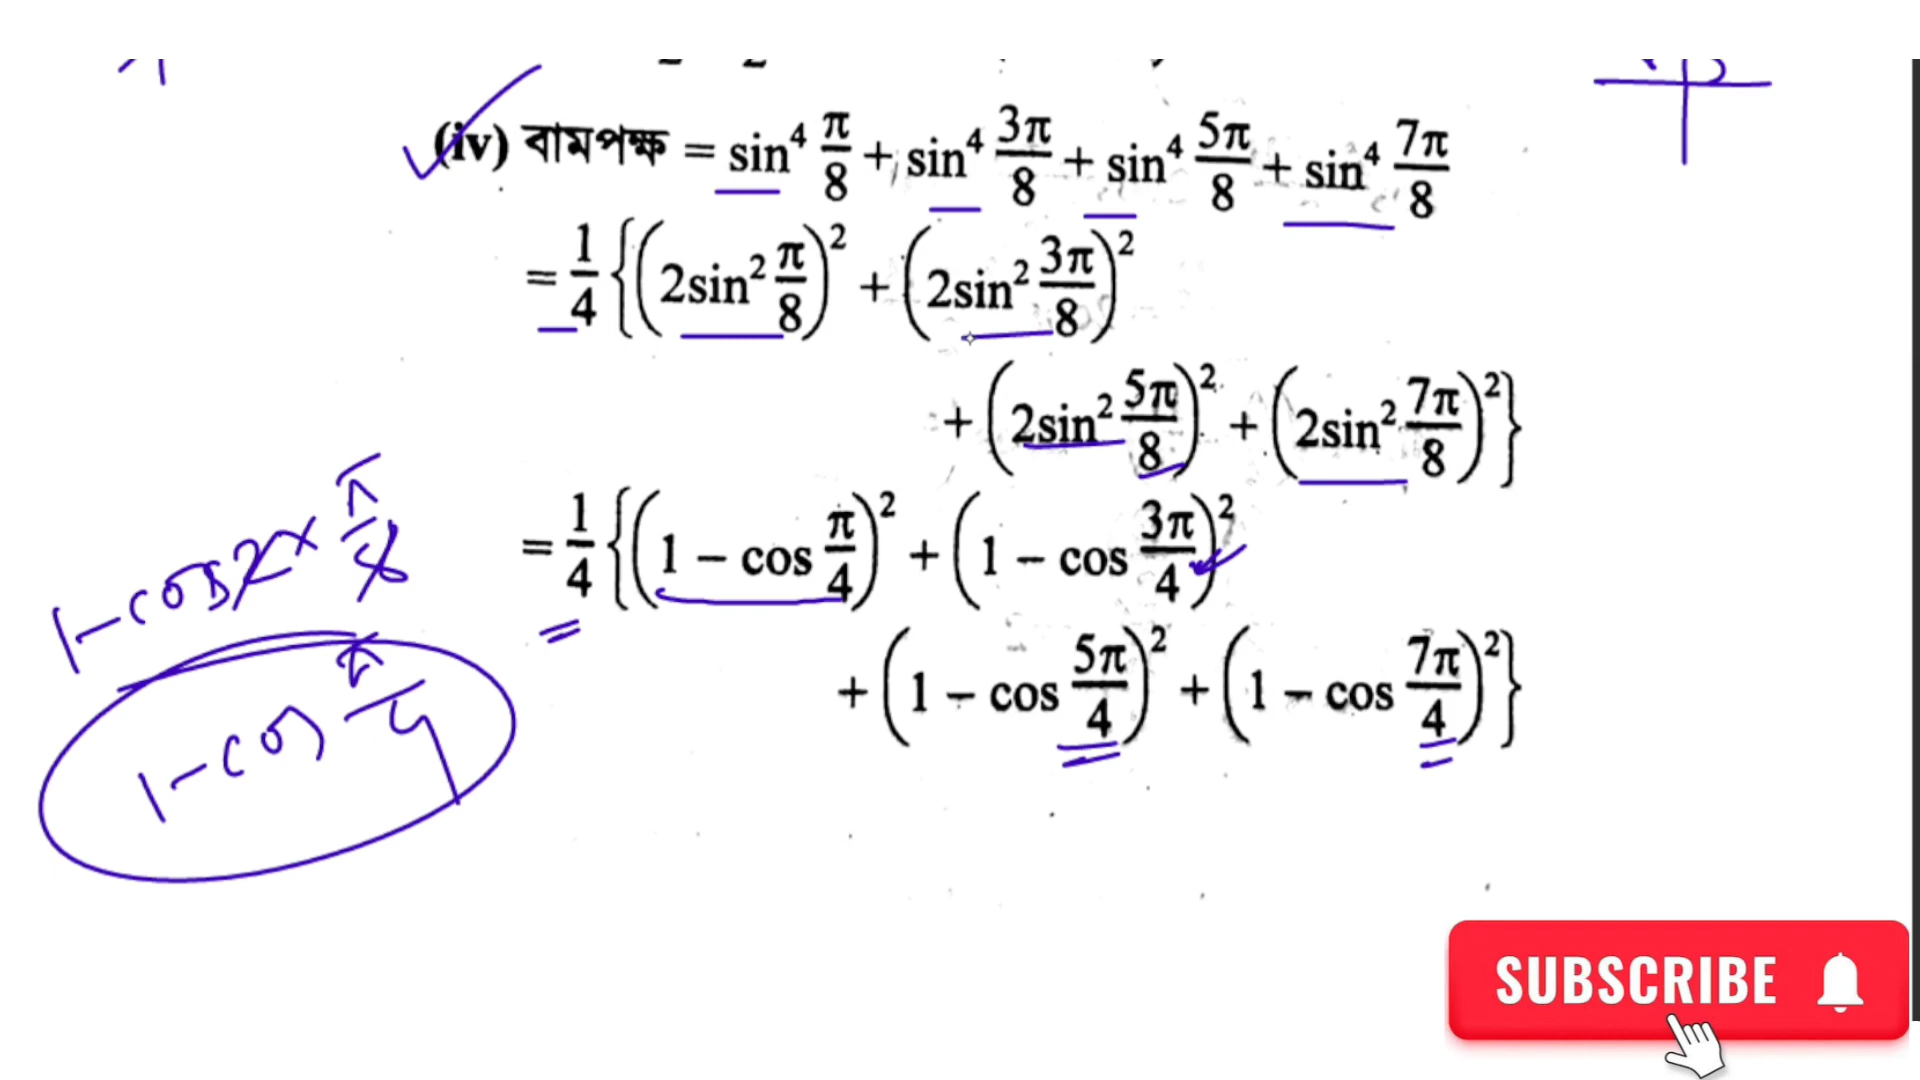 (iv) বামপক্ষ = sin⁴ π/8 + sin⁴ 3π/8 + sin⁴ 5π/8 + sin⁴ 7π/8
= 1/4 {(2sin² π/8)² + (2sin² 3π/8)²
+ (2sin² 5π/8)² + (2sin² 7π/8)²}
= 1/4 {(1 – cos π/4)² + (1 – cos 3π/4)²
+ (1 – cos 5π/4)² + (1 – cos 7π/4)²}
1-cos2× π/8
1-cos π/4
SUBSCRIBE